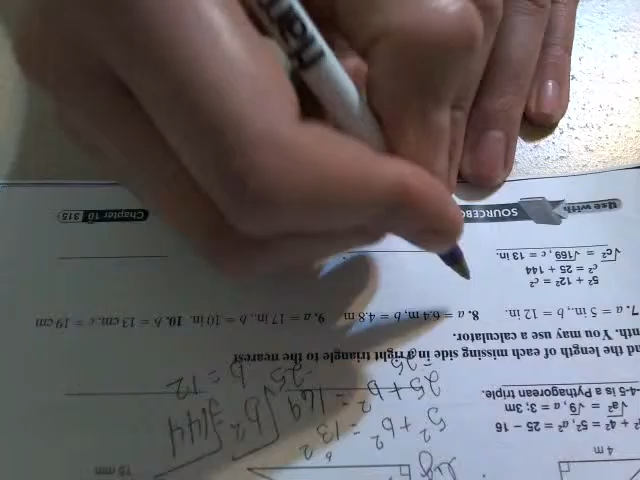 4 m
² + 4² = 5², a² = 25 − 16
√a² = √9, a = 3; 3m
-4-5 is a Pythagorean triple.
leg
5² + b² = 13²
25 + b² = 169
-25 -25
√b² = √144
b = 12
15 mm
nd the length of each missing side in a right triangle to the nearest
nth. You may use a calculator.
7. a = 5 in., b = 12 in.
8. a = 6.4 m, b = 4.8 m
9. a = 17 in., b = 10 in.
10. b = 13 cm, c = 19 cm
5² + 12² = c²
c² = 25 + 144
√c² = √169, c = 13 in.
Use with
SOURCEBO
Chapter 10 315